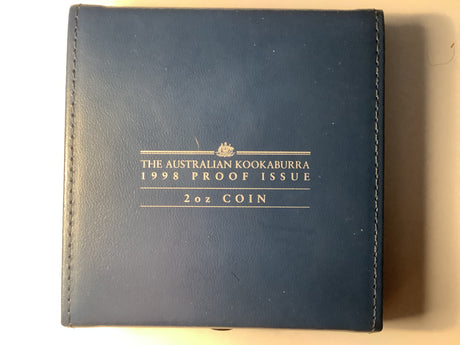 THE AUSTRALIAN KOOKABURRA
1998 PROOF ISSUE
2oz COIN